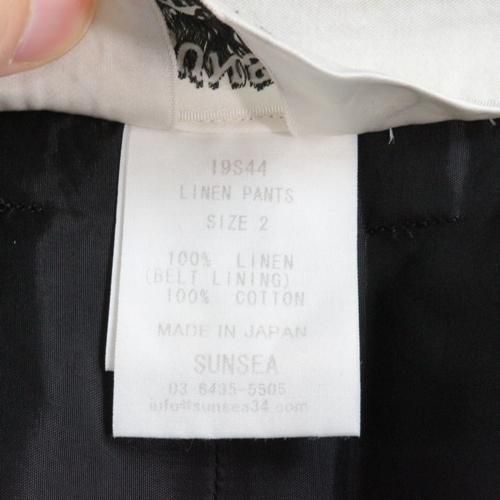 19S44
LINEN PANTS
SIZE 2
100% LINEN
(BELT LINING)
100% COTTON
MADE IN JAPAN
SUNSEA
03-6435-5505
info@sunsea34.com